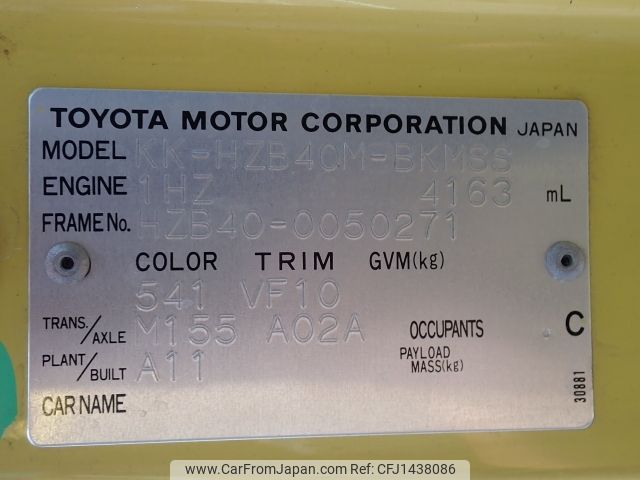 TOYOTA MOTOR CORPORATION JAPAN
MODEL KK-HZB40M-BKMSS
ENGINE 1HZ 4163 mL
FRAME No. HZB40-0050271
COLOR TRIM GVM(kg)
541 VF10
TRANS./AXLE M155 A02A OCCUPANTS C
PLANT/BUILT A11 PAYLOAD MASS(kg)
CAR NAME
30881
www.CarFromJapan.com CFJ1438086